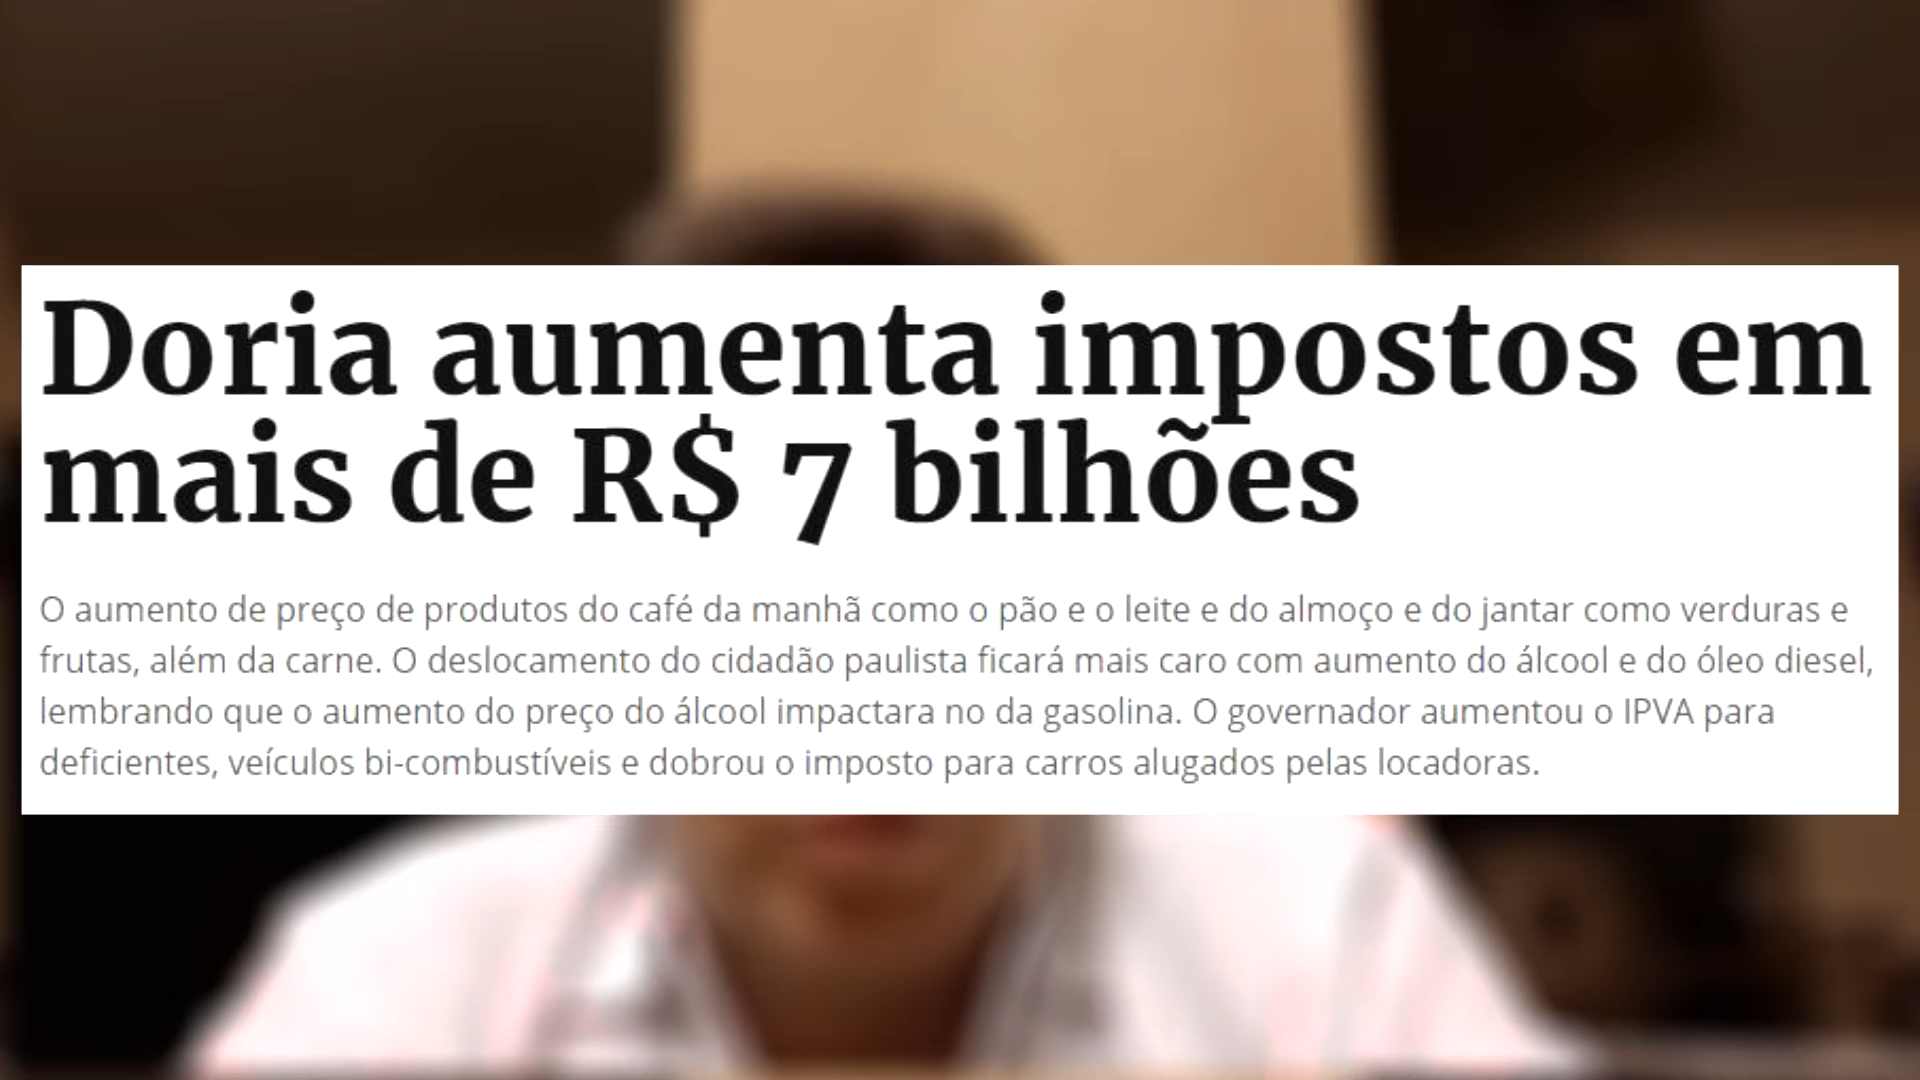 Doria aumenta impostos em
mais de R$ 7 bilhões
O aumento de preço de produtos do café da manhã como o pão e o leite e do almoço e do jantar como verduras e
frutas, além da carne. O deslocamento do cidadão paulista ficará mais caro com aumento do álcool e do óleo diesel,
lembrando que o aumento do preço do álcool impactara no da gasolina. O governador aumentou o IPVA para
deficientes, veículos bi-combustíveis e dobrou o imposto para carros alugados pelas locadoras.